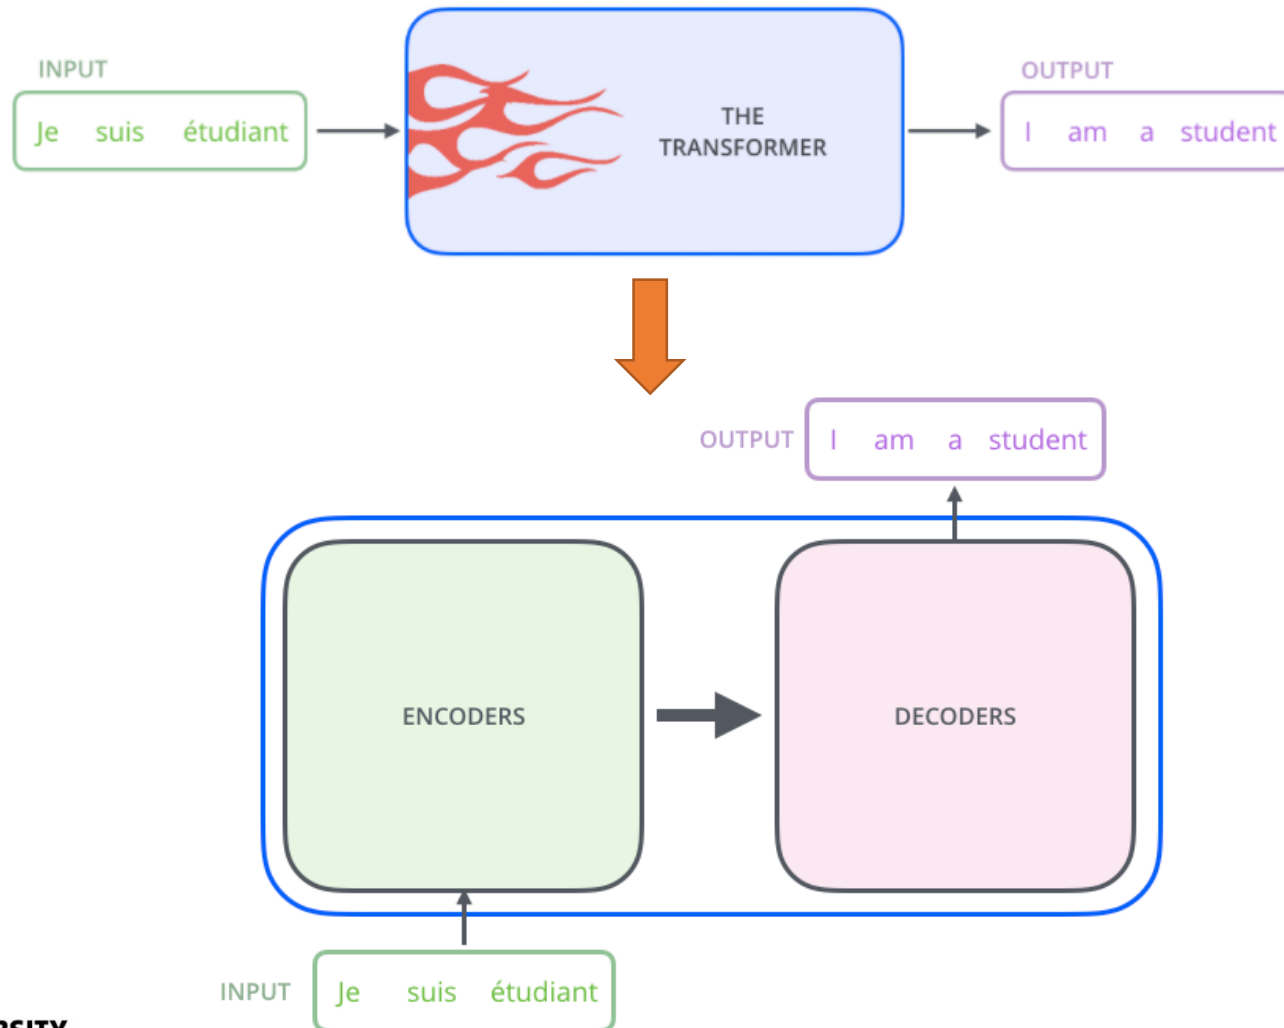 INPUT
Je suis étudiant
THE
TRANSFORMER
OUTPUT
I am a student
OUTPUT
I am a student
ENCODERS
DECODERS
INPUT
Je suis étudiant